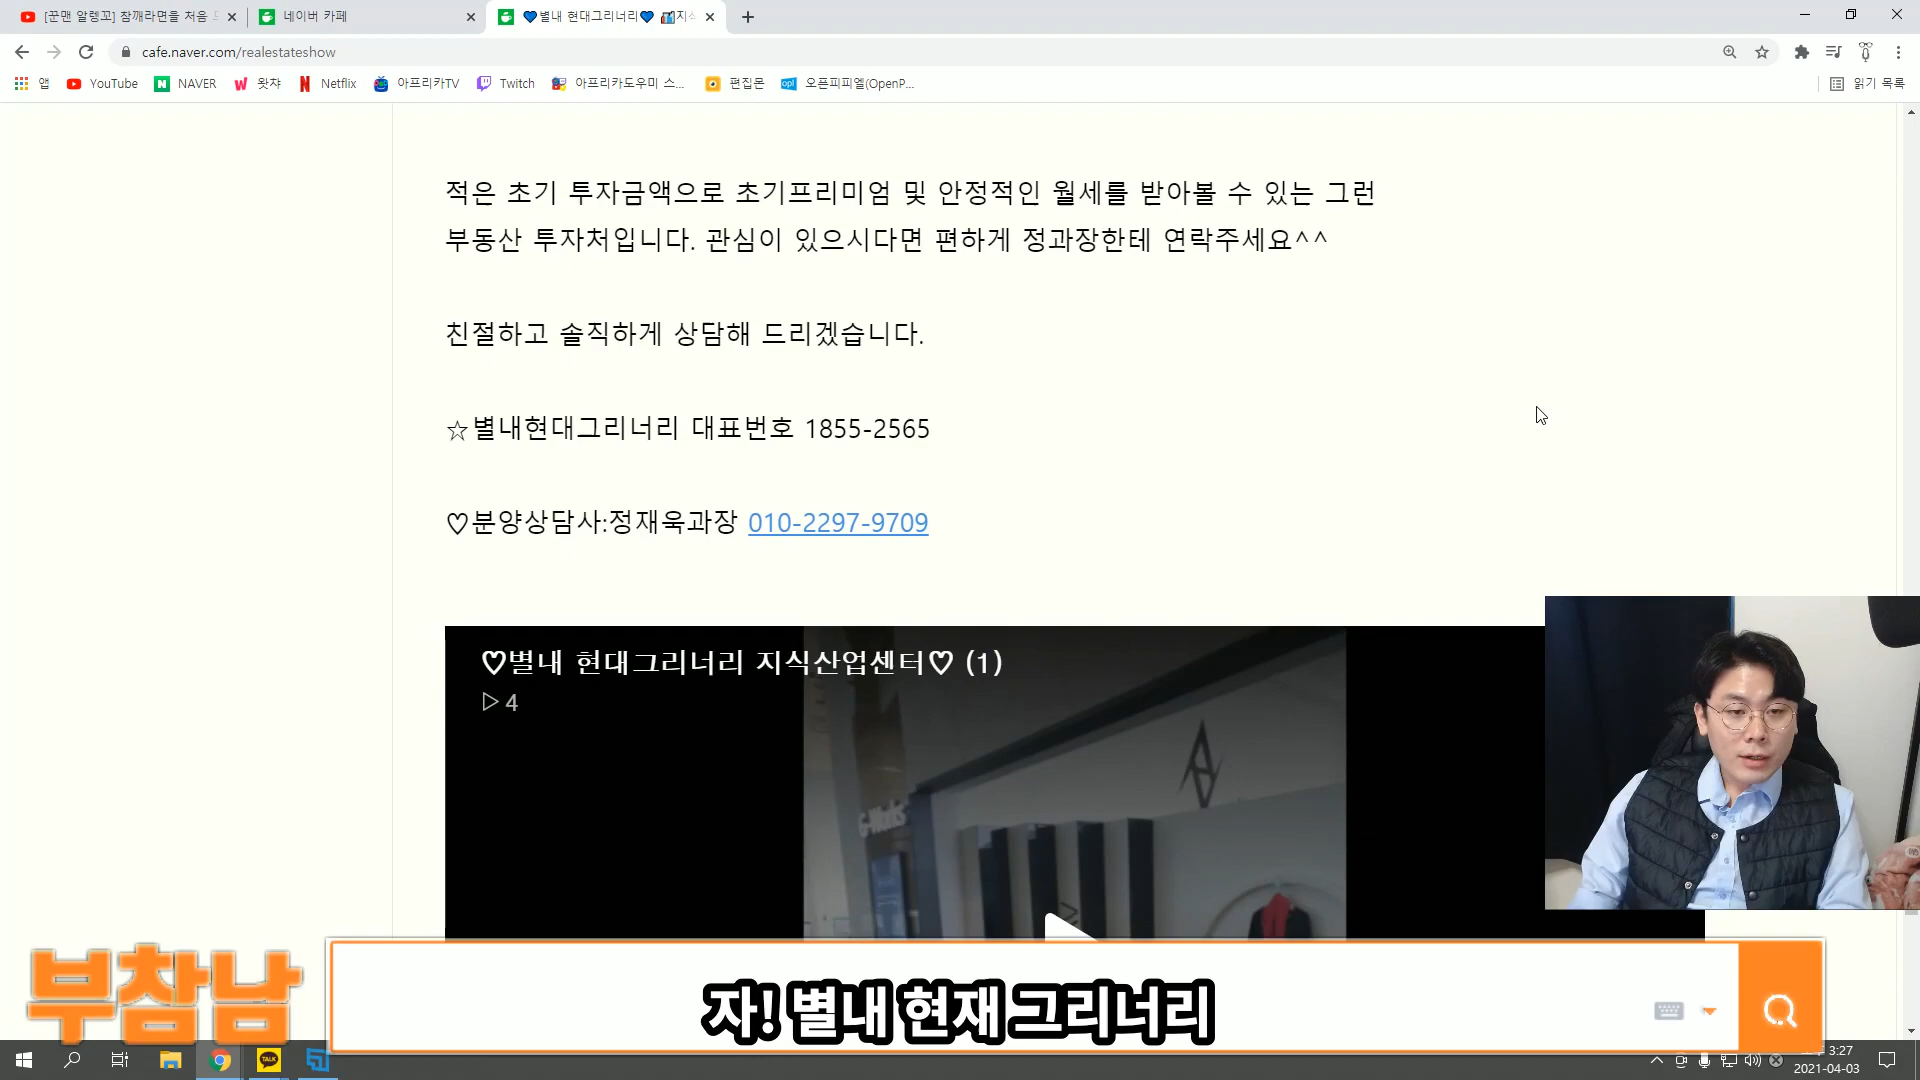 [꾼맨 알렝꼬] 참깨라면을 처음
네이버 카페
💙별내 현대그리너리💙 🏙️지식
cafe.naver.com/realestateshow
앱
YouTube
NAVER
왓챠
Netflix
아프리카TV
Twitch
아프리카도우미 스...
편집몬
오픈피피엘(OpenP...
읽기 목록
적은 초기 투자금액으로 초기프리미엄 및 안정적인 월세를 받아볼 수 있는 그런
부동산 투자처입니다. 관심이 있으시다면 편하게 정과장한테 연락주세요^^
친절하고 솔직하게 상담해 드리겠습니다.
☆별내현대그리너리 대표번호 1855-2565
♡분양상담사:정재욱과장 010-2297-9709
♡별내 현대그리너리 지식산업센터♡ (1)
▷ 4
G-Works
부참남
자! 별내 현재 그리너리
TALK
3:27
2021-04-03